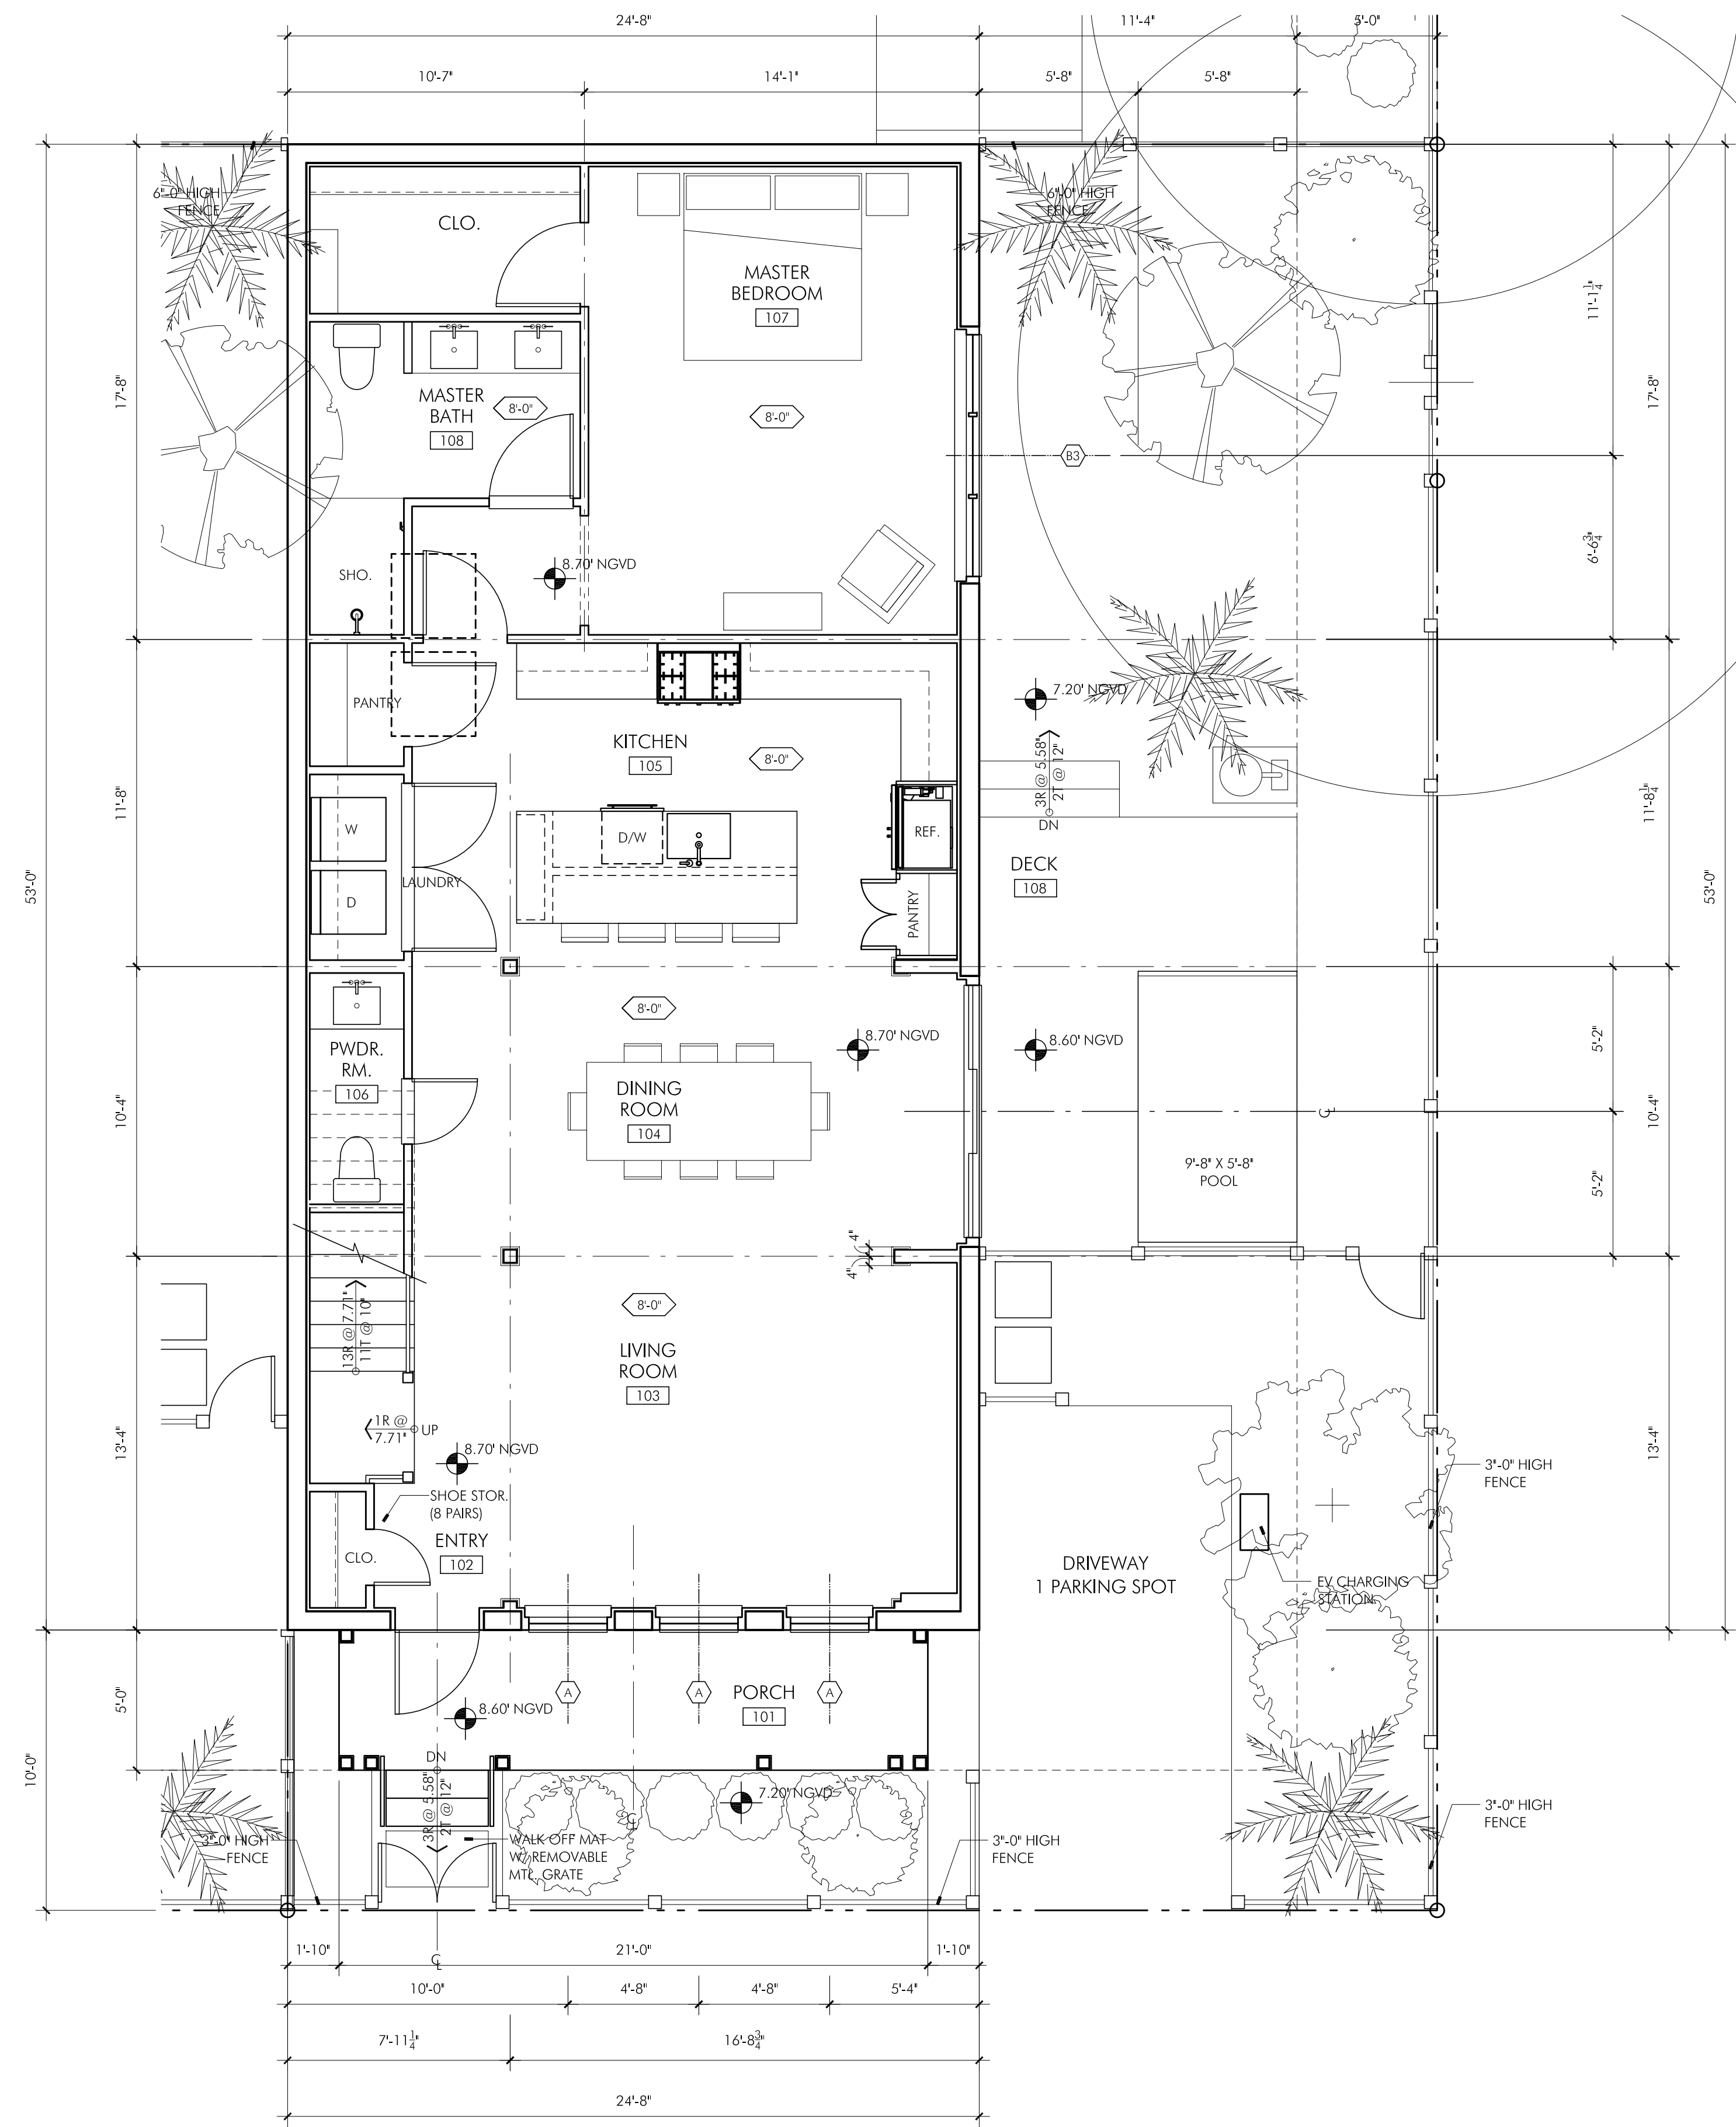 24'-8"
11'-4"
5'-0"
10'-7"
14'-1"
5'-8"
5'-8"
6"-0" HIGH
FENCE
CLO.
6"-0" HIGH
FENCE
MASTER
BEDROOM
107
11'-1 1/4"
17'-8"
MASTER
BATH
108
8'-0"
8'-0"
17'-8"
B3
SHO.
8.70' NGVD
6'-6 3/4"
PANTRY
7.20' NGVD
KITCHEN
105
8'-0"
3R @ 5.58"
2T @ 12"
DN
11'-8"
11'-8 1/4"
W
D/W
REF.
LAUNDRY
D
DECK
108
PANTRY
53'-0"
53'-0"
8'-0"
PWDR.
RM.
106
8.70' NGVD
8.60' NGVD
5'-2"
DINING
ROOM
104
10'-4"
CL
10'-4"
9'-8" X 5'-8"
POOL
5'-2"
4"
4"
8'-0"
13R @ 7.71"
11T @ 10"
LIVING
ROOM
103
1R @
7.71"
UP
13'-4"
13'-4"
8.70' NGVD
3"-0" HIGH
FENCE
SHOE STOR.
(8 PAIRS)
ENTRY
102
CLO.
DRIVEWAY
1 PARKING SPOT
EV CHARGING
STATION
5'-0"
A
A
A
PORCH
101
8.60' NGVD
10'-0"
DN
3R @ 5.58"
2T @ 12"
7.20' NGVD
CL
3"-0" HIGH
FENCE
3"-0" HIGH
FENCE
WALK OFF MAT
W/ REMOVABLE
MTL. GRATE
3"-0" HIGH
FENCE
1'-10"
CL
21'-0"
1'-10"
10'-0"
4'-8"
4'-8"
5'-4"
7'-11 1/4"
16'-8 3/4"
24'-8"